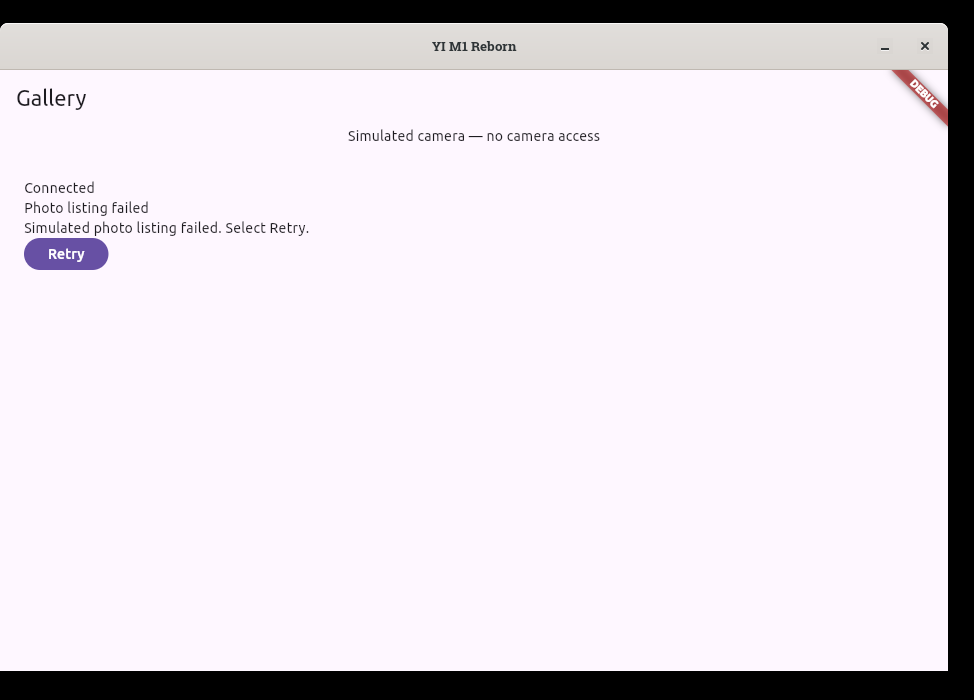 YI M1 Reborn
DEBUG
Gallery
Simulated camera — no camera access
Connected
Photo listing failed
Simulated photo listing failed. Select Retry.
Retry